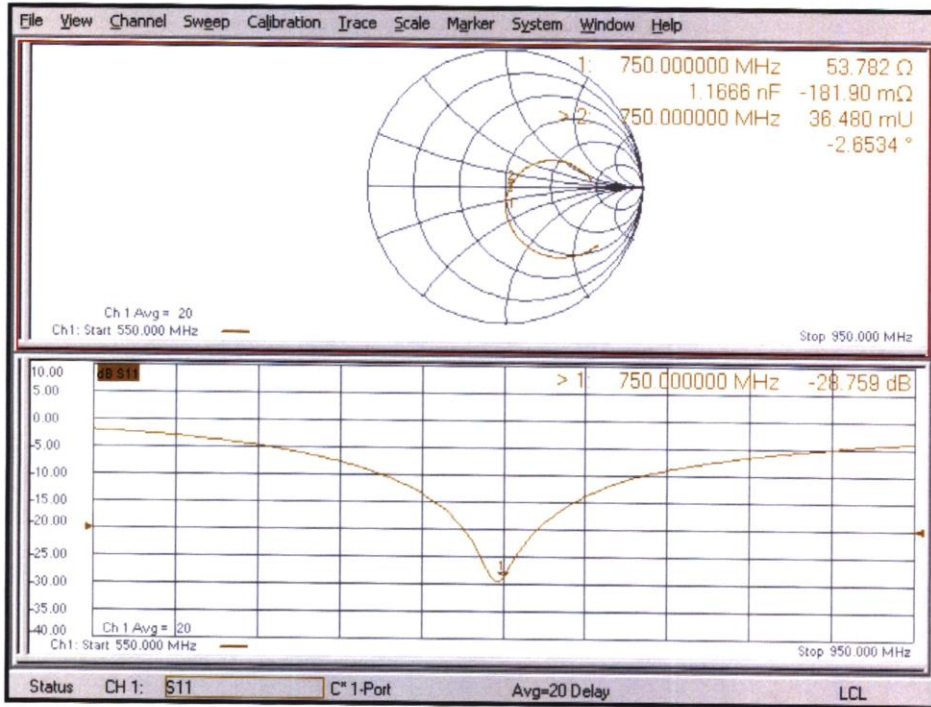 File View Channel Sweep Calibration Trace Scale Marker System Window Help
1: 750.000000 MHz 53.782 Ω
1.1666 nF -181.90 mΩ
> 2: 750.000000 MHz 36.480 mU
-2.6534 °
Ch 1 Avg = 20
Ch1: Start 550.000 MHz
Stop 950.000 MHz
10.00
dB S11
> 1: 750.000000 MHz -28.759 dB
5.00
0.00
-5.00
-10.00
-15.00
-20.00
-25.00
1
-30.00
-35.00
-40.00
Ch 1 Avg = 20
Ch1: Start 550.000 MHz
Stop 950.000 MHz
Status CH 1: S11 C* 1-Port Avg=20 Delay LCL